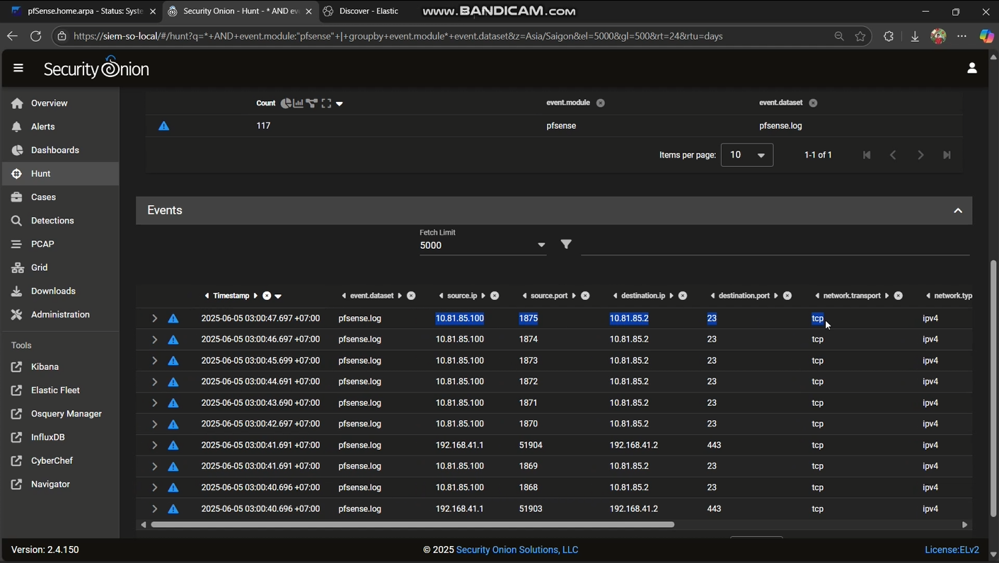 pfSense.home.arpa - Status: Syste
Security Onion - Hunt - * AND eve
Discover - Elastic
www.BANDICAM.com
https://siem-so-local/#/hunt?q=*+AND+event.module:"pfsense"+|+groupby+event.module*+event.dataset&z=Asia/Saigon&el=5000&gl=500&rt=24&rtu=days
Security Onion
Overview
Alerts
Dashboards
Hunt
Cases
Detections
PCAP
Grid
Downloads
Administration
Tools
Kibana
Elastic Fleet
Osquery Manager
InfluxDB
CyberChef
Navigator
Count event.module event.dataset
117 pfsense pfsense.log
Items per page: 10 1-1 of 1
Events
Fetch Limit
5000
Timestamp event.dataset source.ip source.port destination.ip destination.port network.transport network.typ
2025-06-05 03:00:47.697 +07:00 pfsense.log 10.81.85.100 1875 10.81.85.2 23 tcp ipv4
2025-06-05 03:00:46.697 +07:00 pfsense.log 10.81.85.100 1874 10.81.85.2 23 tcp ipv4
2025-06-05 03:00:45.699 +07:00 pfsense.log 10.81.85.100 1873 10.81.85.2 23 tcp ipv4
2025-06-05 03:00:44.691 +07:00 pfsense.log 10.81.85.100 1872 10.81.85.2 23 tcp ipv4
2025-06-05 03:00:43.690 +07:00 pfsense.log 10.81.85.100 1871 10.81.85.2 23 tcp ipv4
2025-06-05 03:00:42.697 +07:00 pfsense.log 10.81.85.100 1870 10.81.85.2 23 tcp ipv4
2025-06-05 03:00:41.691 +07:00 pfsense.log 192.168.41.1 51904 192.168.41.2 443 tcp ipv4
2025-06-05 03:00:41.691 +07:00 pfsense.log 10.81.85.100 1869 10.81.85.2 23 tcp ipv4
2025-06-05 03:00:40.696 +07:00 pfsense.log 10.81.85.100 1868 10.81.85.2 23 tcp ipv4
2025-06-05 03:00:40.696 +07:00 pfsense.log 192.168.41.1 51903 192.168.41.2 443 tcp ipv4
Version: 2.4.150
© 2025 Security Onion Solutions, LLC
License:ELv2